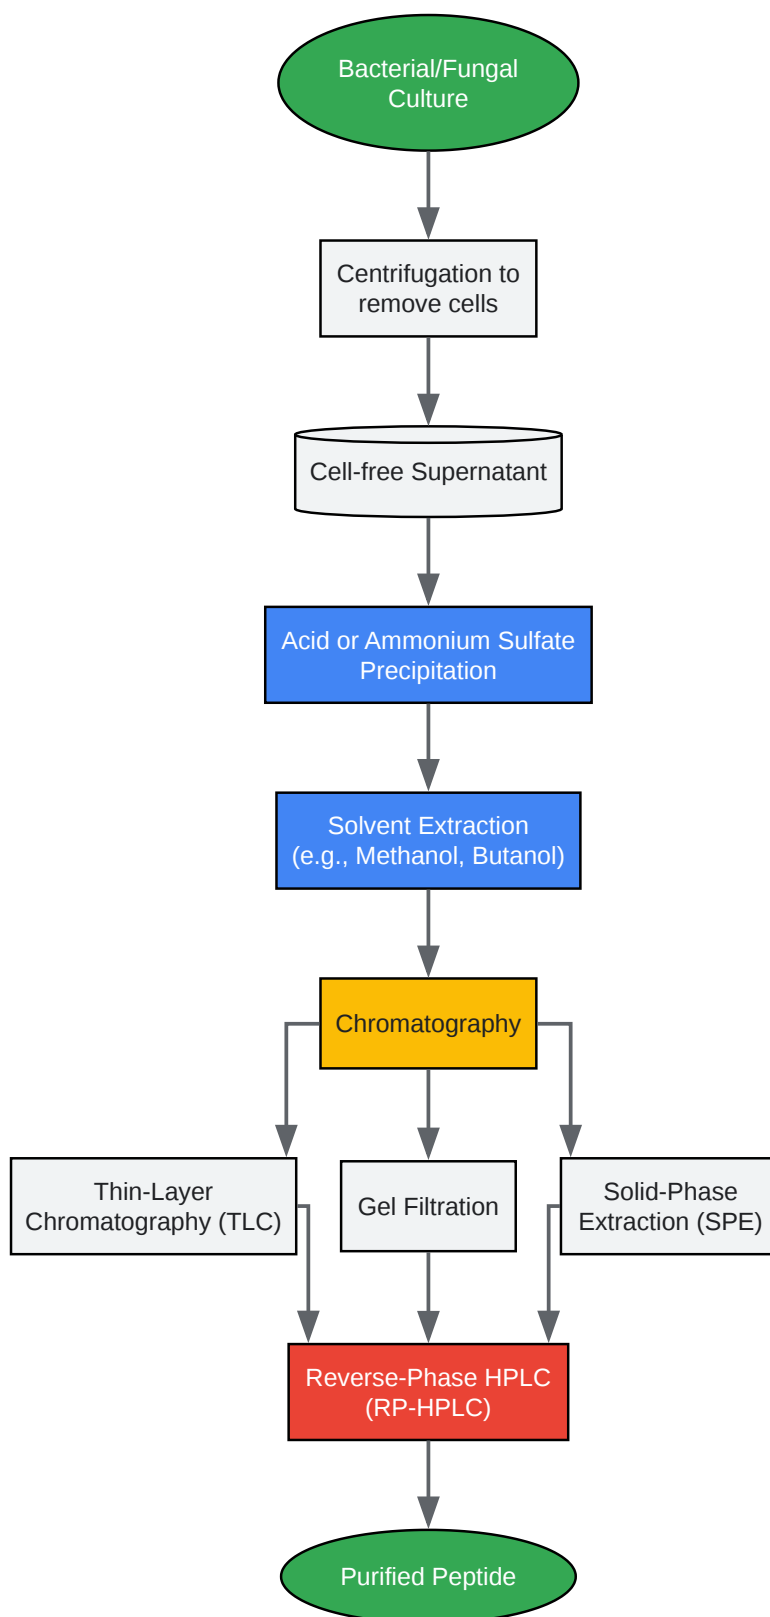 Bacterial/Fungal
Culture
Centrifugation to
remove cells
Cell-free Supernatant
Acid or Ammonium Sulfate
Precipitation
Solvent Extraction
(e.g., Methanol, Butanol)
Chromatography
Thin-Layer
Chromatography (TLC)
Gel Filtration
Solid-Phase
Extraction (SPE)
Reverse-Phase HPLC
(RP-HPLC)
Purified Peptide